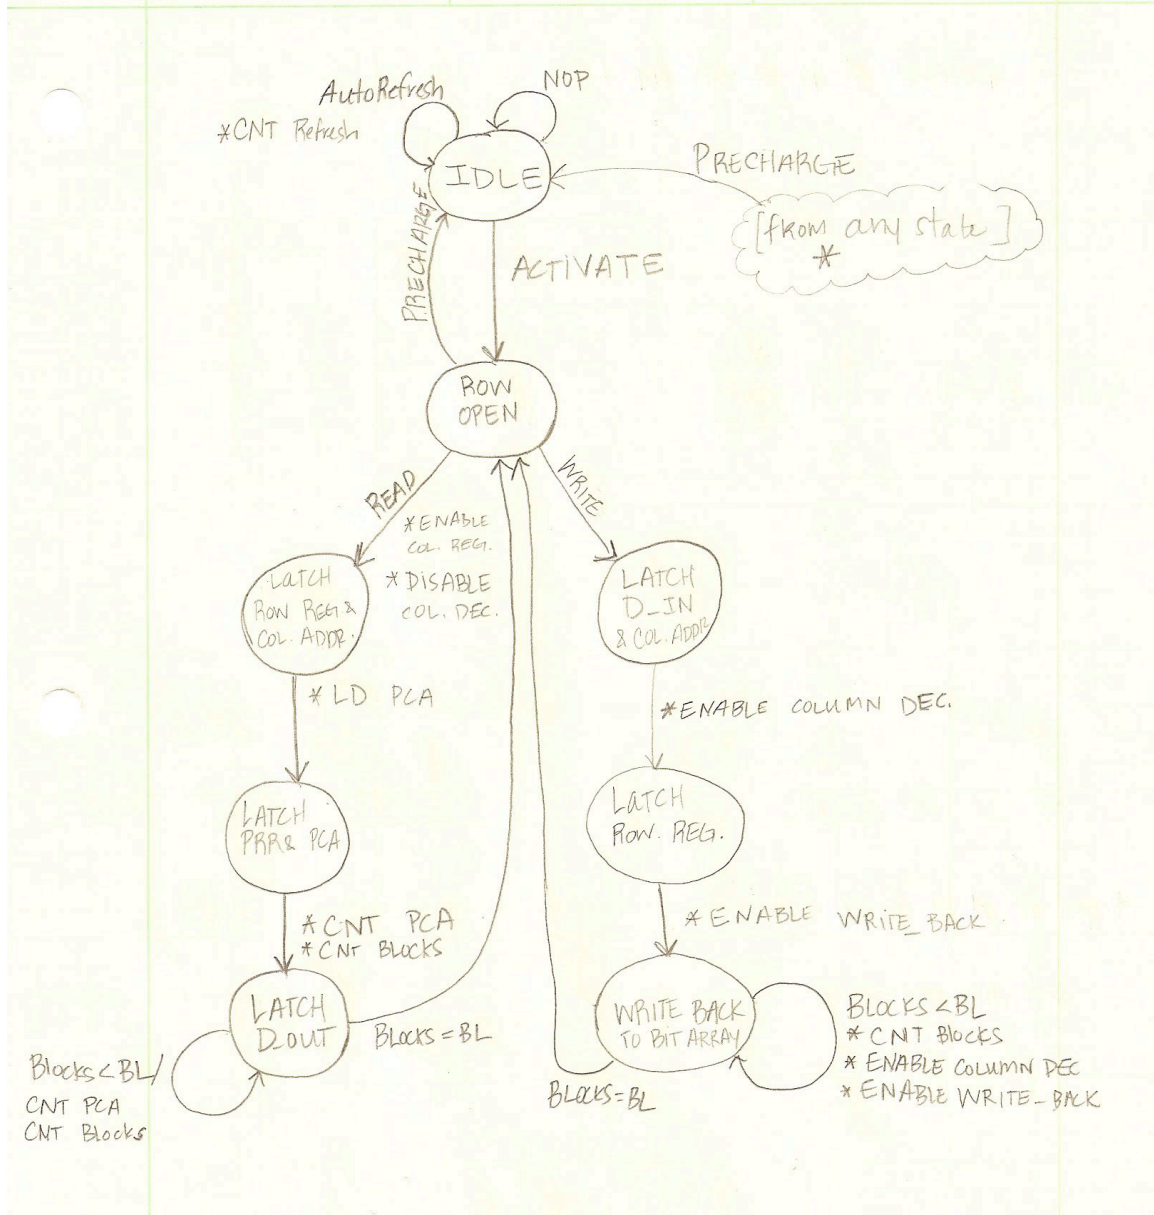 NOP
AutoRefresh
*CNT Refresh
IDLE
PRECHARGE
[from any state]
*
PRECHARGE
ACTIVATE
ROW
OPEN
READ
WRITE
*ENABLE
COL. REG.
*DISABLE
COL. DEC.
LATCH
ROW REG &
COL. ADDR.
LATCH
D_IN
& COL. ADDR
* LD PCA
*ENABLE COLUMN DEC.
LATCH
PRR & PCA
LATCH
ROW. REG.
*CNT PCA
*CNT BLOCKS
*ENABLE WRITE_BACK
LATCH
D_OUT
BLOCKS = BL
WRITE BACK
TO BIT ARRAY
BLOCKS <BL
* CNT BLOCKS
* ENABLE COLUMN DEC
* ENABLE WRITE_BACK
BLOCKS=BL
Blocks < BL/
CNT PCA
CNT Blocks